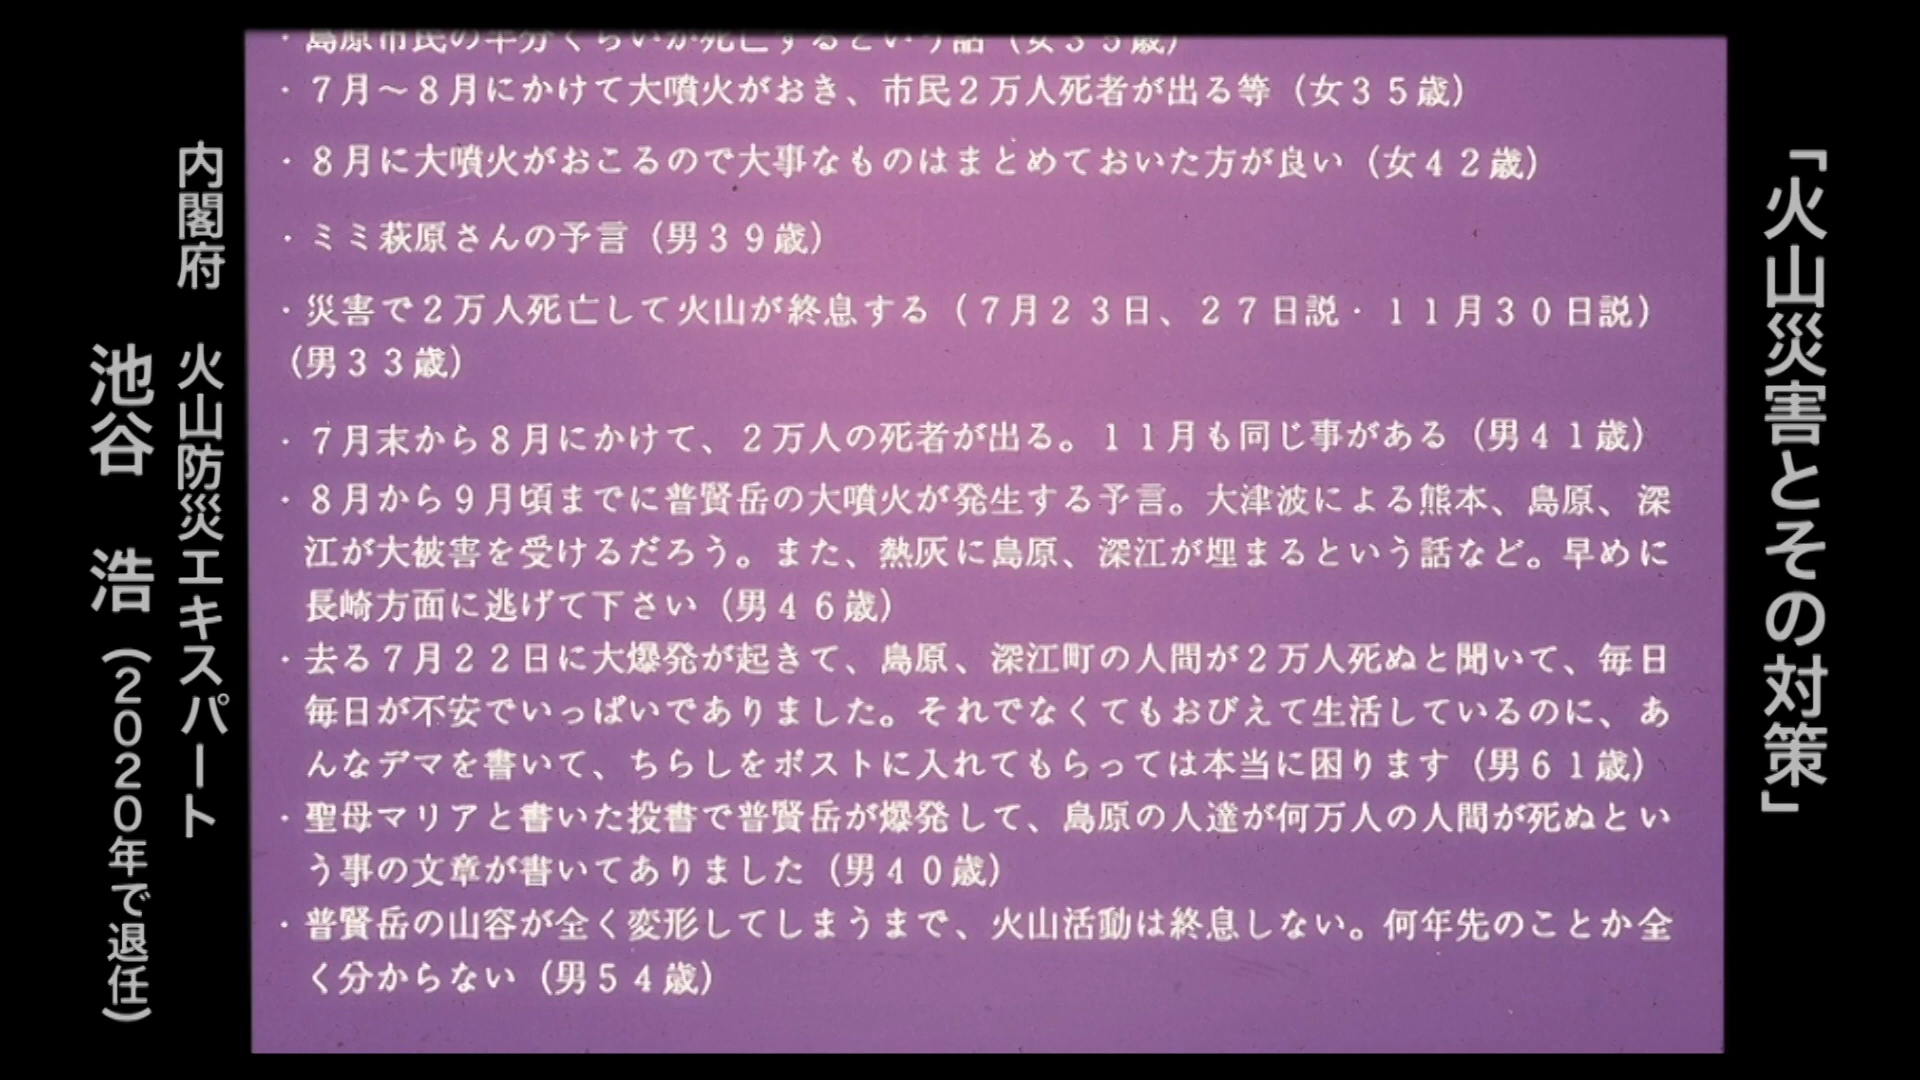 「火山災害とその対策」
・島原市民の半分くらいが死亡するという話（女３５歳）
・７月～８月にかけて大噴火がおき、市民２万人死者が出る等（女３５歳）
・８月に大噴火がおこるので大事なものはまとめておいた方が良い（女４２歳）
・ミミ萩原さんの予言（男３９歳）
・災害で２万人死亡して火山が終息する（７月２３日、２７日説・１１月３０日説）
（男３３歳）
・７月末から８月にかけて、２万人の死者が出る。１１月も同じ事がある（男４１歳）
・８月から９月頃までに普賢岳の大噴火が発生する予言。大津波による熊本、島原、深
江が大被害を受けるだろう。また、熱灰に島原、深江が埋まるという話など。早めに
長崎方面に逃げて下さい（男４６歳）
・去る７月２２日に大爆発が起きて、島原、深江町の人間が２万人死ぬと聞いて、毎日
毎日が不安でいっぱいでありました。それでなくてもおびえて生活しているのに、あ
んなデマを書いて、ちらしをポストに入れてもらっては本当に困ります（男６１歳）
・聖母マリアと書いた投書で普賢岳が爆発して、島原の人達が何万人の人間が死ぬとい
う事の文章が書いてありました（男４０歳）
・普賢岳の山容が全く変形してしまうまで、火山活動は終息しない。何年先のことか全
く分からない（男５４歳）
内閣府　火山防災エキスパート
池谷　浩（２０２０年で退任）